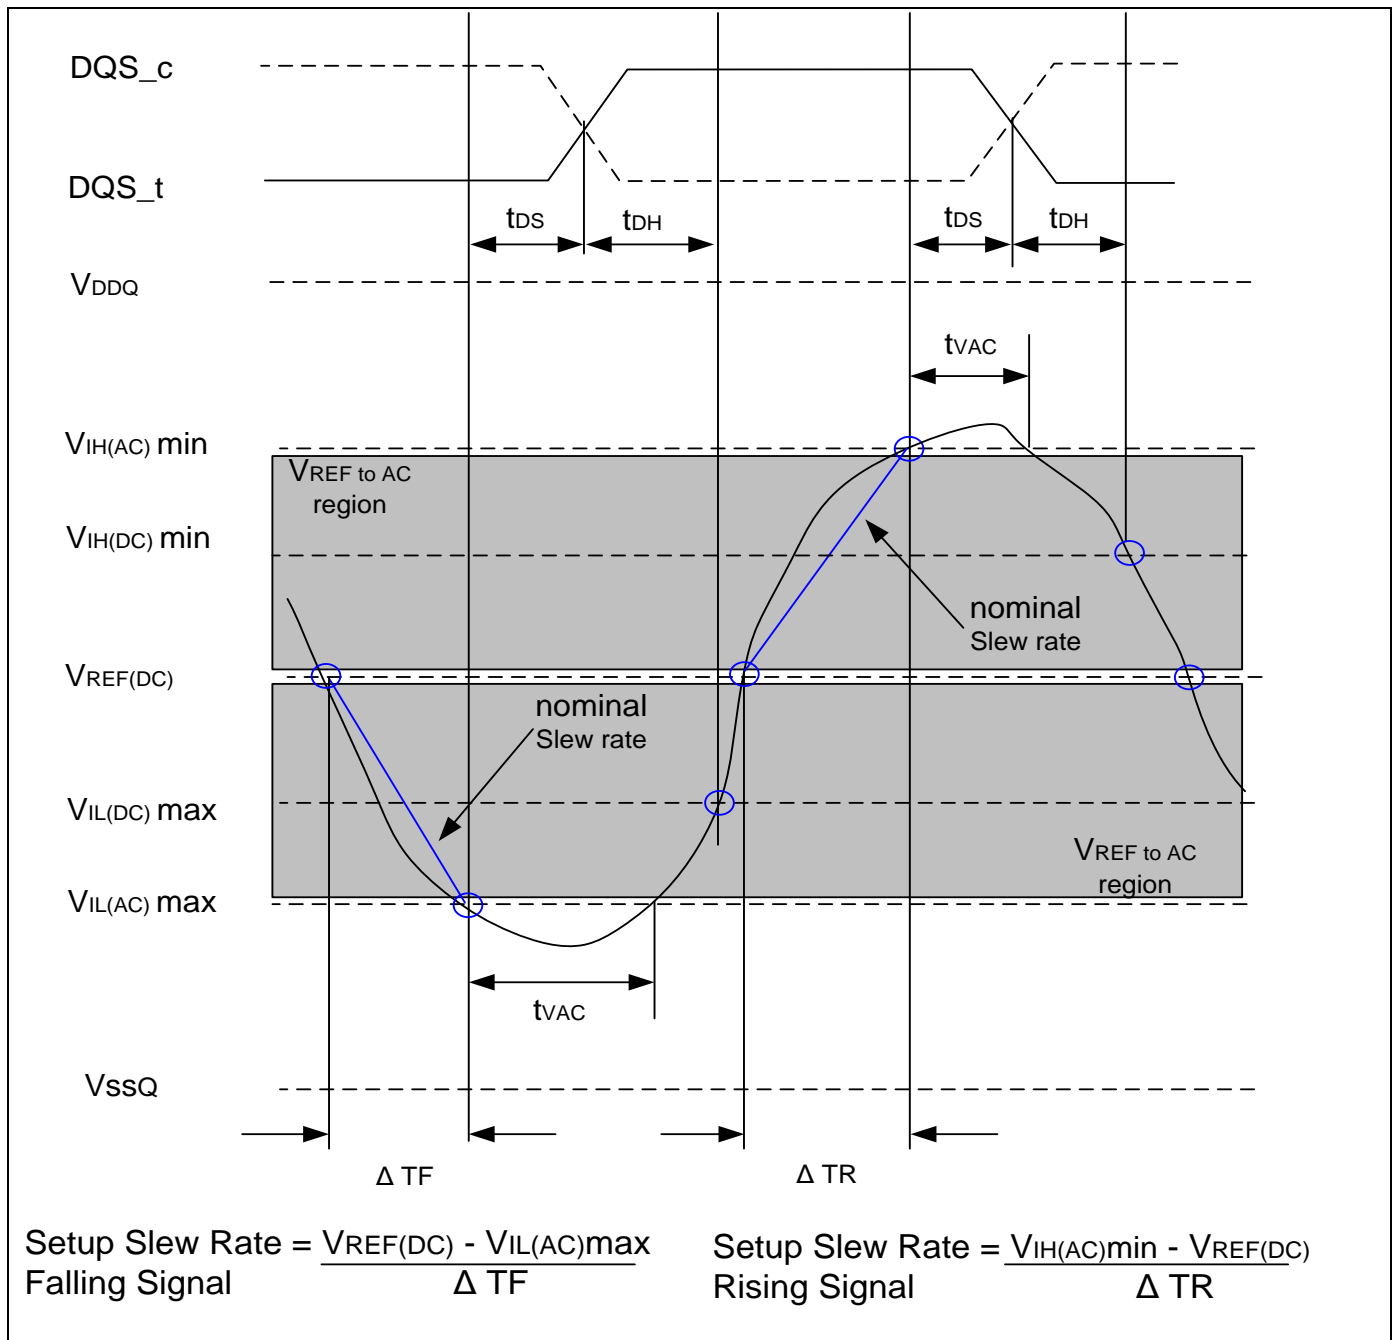 DQS_c
DQS_t
tDS
tDH
tDS
tDH
VDDQ
tVAC
VIH(AC) min
VREF to AC
region
VIH(DC) min
nominal
Slew rate
VREF(DC)
nominal
Slew rate
VIL(DC) max
VREF to AC
region
VIL(AC) max
tVAC
VssQ
Δ TF
Δ TR
Setup Slew Rate = VREF(DC) - VIL(AC)max
Falling Signal
Δ TF
Setup Slew Rate = VIH(AC)min - VREF(DC)
Rising Signal
Δ TR